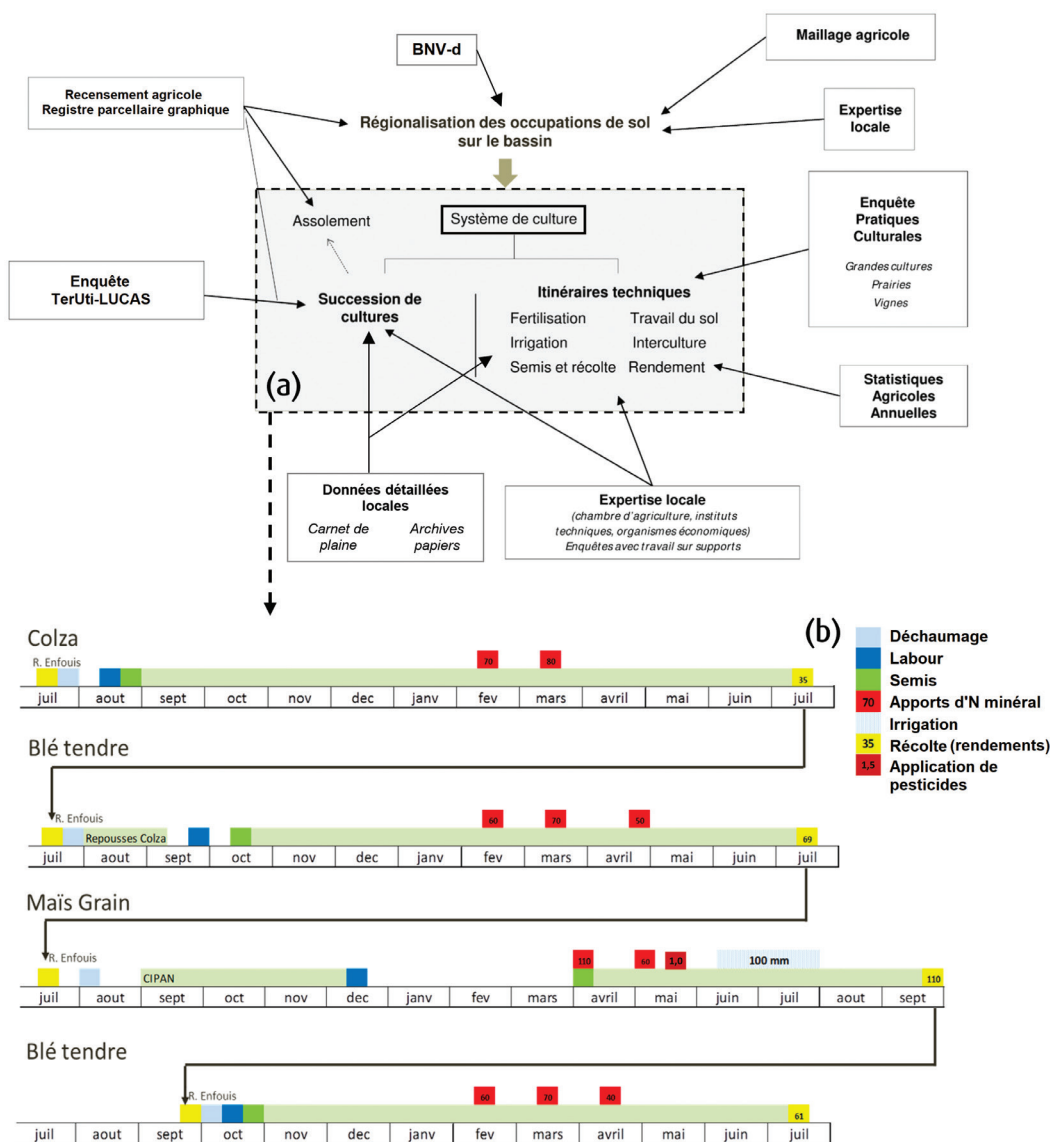 BNV-d
Maillage agricole
Recensement agricole
Registre parcellaire graphique
Régionalisation des occupations de sol
sur le bassin
Expertise
locale
Assolement
Système de culture
Enquête
Pratiques
Culturales
Grandes cultures
Prairies
Vignes
Enquête
TerUti-LUCAS
Succession de
cultures
Itinéraires techniques
Fertilisation
Travail du sol
Irrigation
Interculture
Semis et récolte
Rendement
(a)
Statistiques
Agricoles
Annuelles
Données détaillées
locales
Carnet de
plaine
Archives
papiers
Expertise locale
(chambre d'agriculture, instituts
techniques, organismes économiques)
Enquêtes avec travail sur supports
(b)
Déchaumage
Labour
Semis
70 Apports d'N minéral
Irrigation
35 Récolte (rendements)
1,5 Application de
pesticides
Colza
R. Enfouis
70 80
35
juil aout sept oct nov dec janv fev mars avril mai juin juil
Blé tendre
R. Enfouis
Repousses Colza
60 70 50
69
juil aout sept oct nov dec janv fev mars avril mai juin juil
Maïs Grain
R. Enfouis
CIPAN
110 60 1,0 100 mm
110
juil aout sept oct nov dec janv fev mars avril mai juin juil aout sept
Blé tendre
R. Enfouis
60 70 40
61
juil aout sept oct nov dec janv fev mars avril mai juin juil